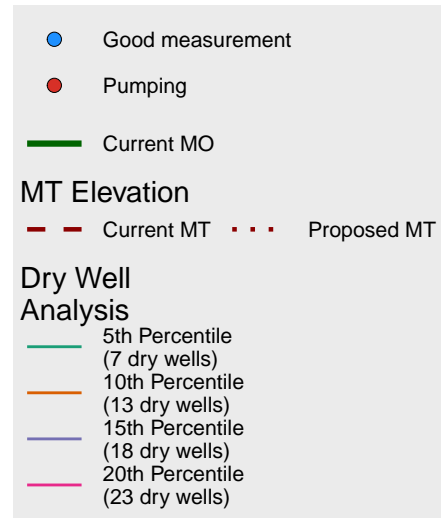 Good measurement
Pumping
Current MO
MT Elevation
Current MT Proposed MT
Dry Well
Analysis
5th Percentile
(7 dry wells)
10th Percentile
(13 dry wells)
15th Percentile
(18 dry wells)
20th Percentile
(23 dry wells)